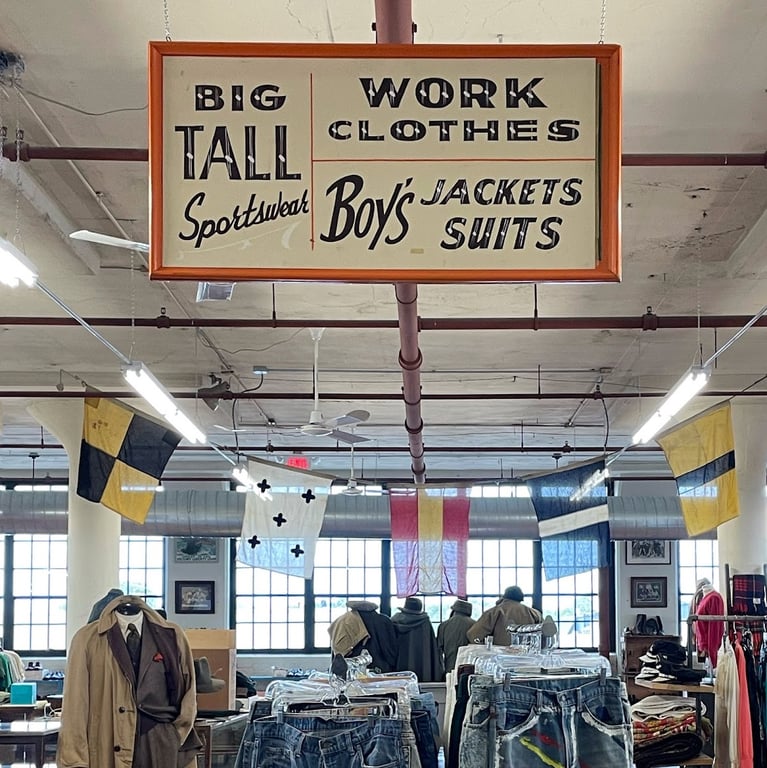 BIG
TALL
Sportswear
WORK
CLOTHES
BOY'S JACKETS
SUITS